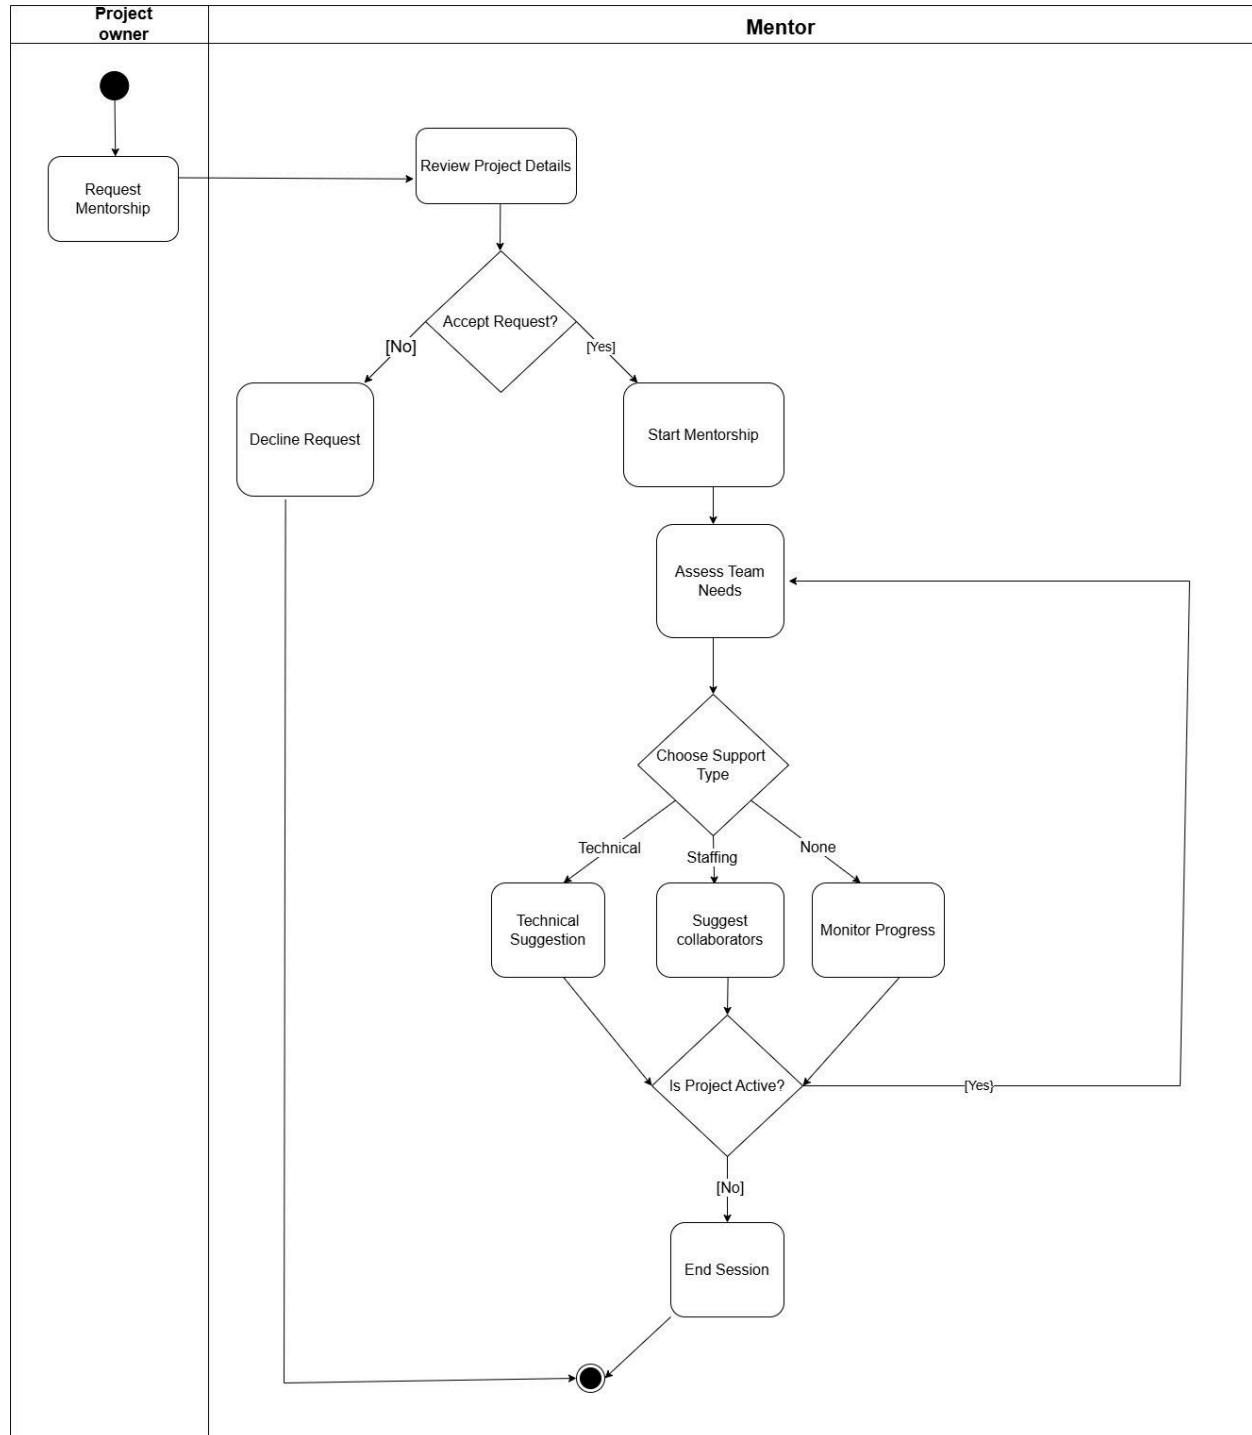 Project
owner
Mentor
Request
Mentorship
Review Project Details
Accept Request?
[No]
[Yes]
Decline Request
Start Mentorship
Assess Team
Needs
Choose Support
Type
Technical
Staffing
None
Technical
Suggestion
Suggest
collaborators
Monitor Progress
Is Project Active?
[Yes}
[No]
End Session